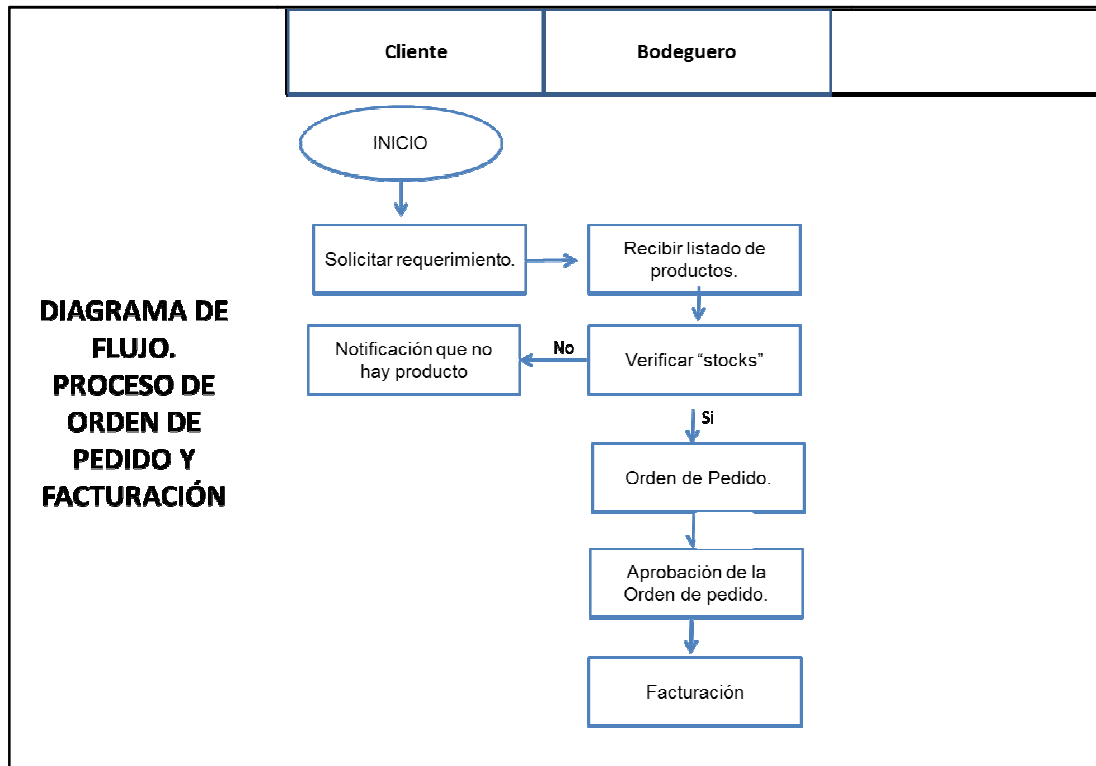 Cliente
Bodeguero
INICIO
Solicitar requerimiento.
Recibir listado de
productos.
DIAGRAMA DE
FLUJO.
PROCESO DE
ORDEN DE
PEDIDO Y
FACTURACIÓN
Notificación que no
hay producto
No
Verificar “stocks”
Si
Orden de Pedido.
Aprobación de la
Orden de pedido.
Facturación